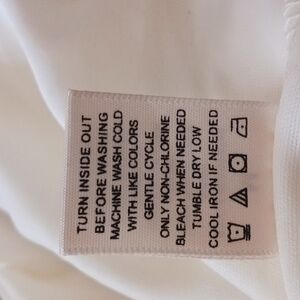 TURN INSIDE OUT
BEFORE WASHING
MACHINE WASH COLD
WITH LIKE COLORS
GENTLE CYCLE
ONLY NON-CHLORINE
BLEACH WHEN NEEDED
TUMBLE DRY LOW
COOL IRON IF NEEDED